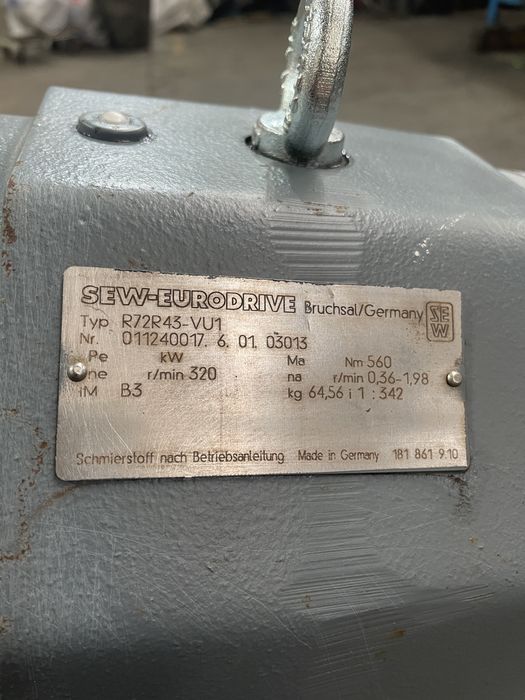 SEW-EURODRIVE Bruchsal/Germany SEW
Typ R72R43-VU1
Nr. 011240017. 6. 01. 03013
Pe kW Ma Nm 560
ne r/min 320 na r/min 0,36-1,98
IM B3 kg 64,56 i 1 : 342
Schmierstoff nach Betriebsanleitung Made in Germany 181 861 9.10